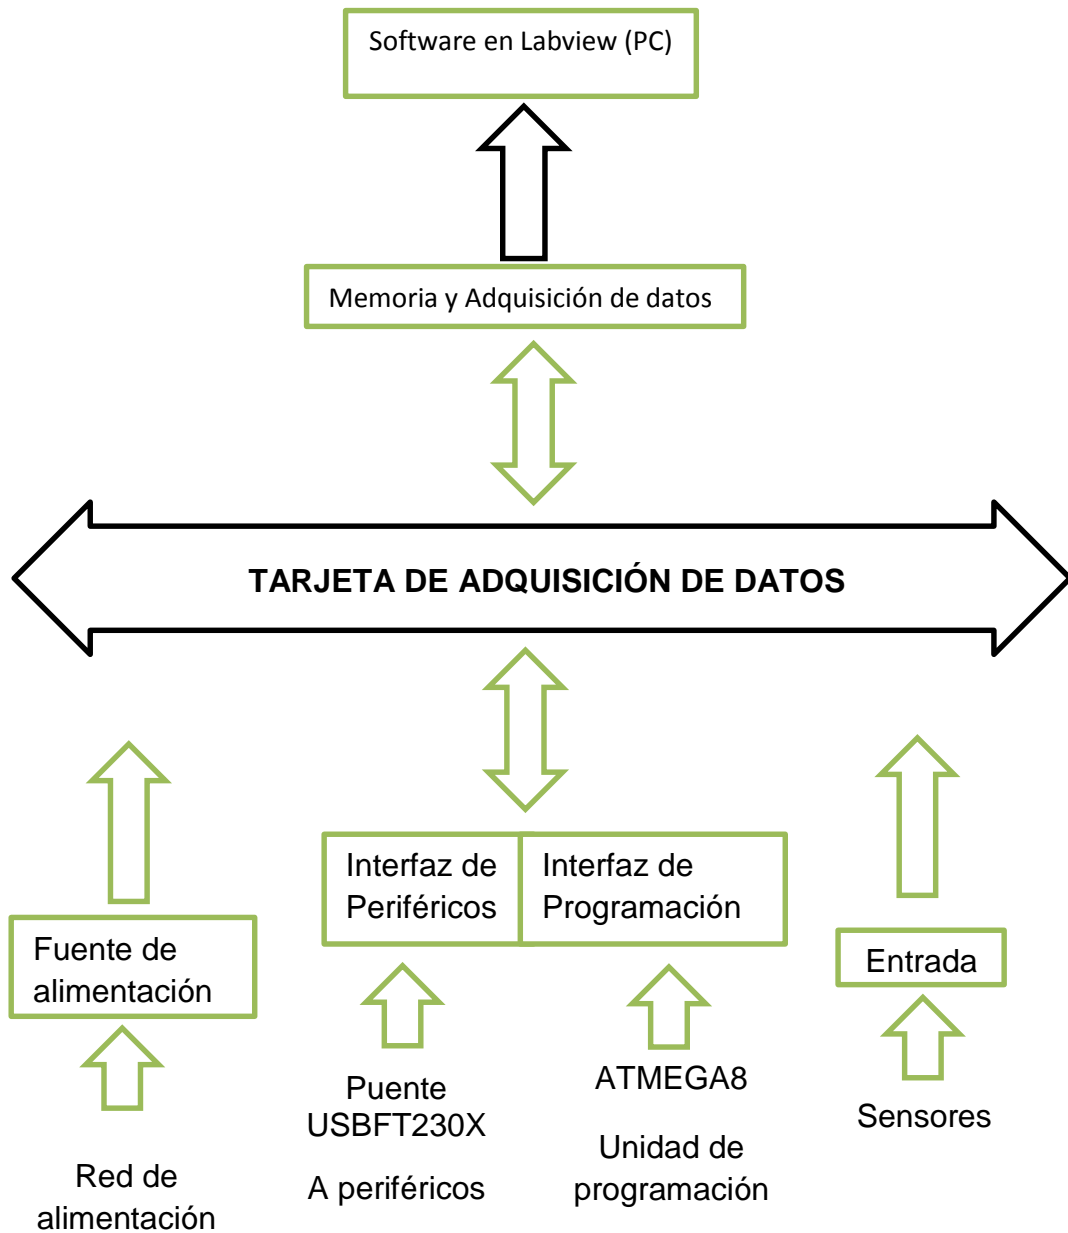 Software en Labview (PC)
Memoria y Adquisición de datos
TARJETA DE ADQUISICIÓN DE DATOS
Fuente de
alimentación
Interfaz de
Periféricos
Interfaz de
Programación
Entrada
Red de
alimentación
Puente
USBFT230X
A periféricos
ATMEGA8
Unidad de
programación
Sensores